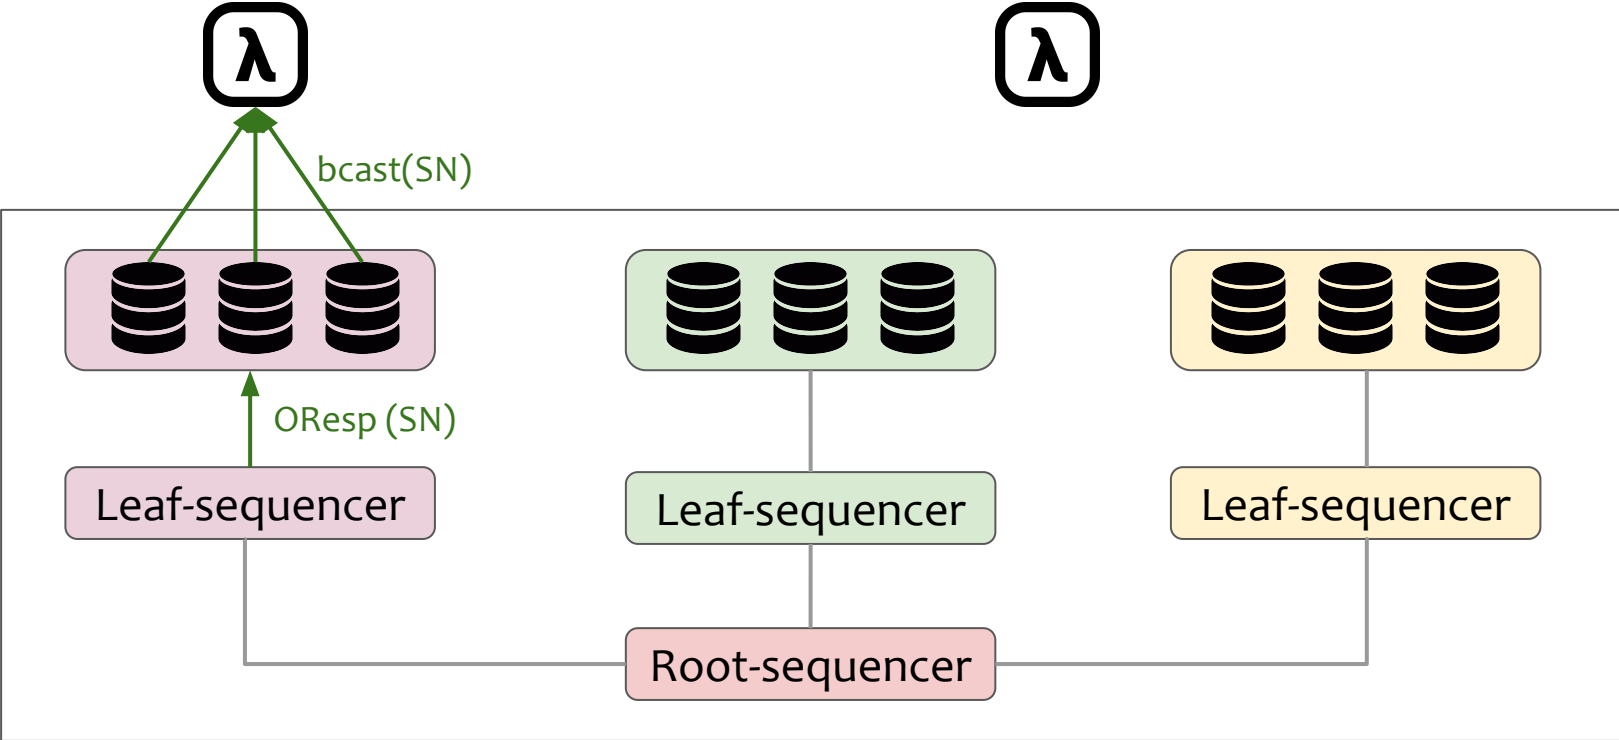 λ
λ
bcast(SN)
OResp (SN)
Leaf-sequencer
Leaf-sequencer
Leaf-sequencer
Root-sequencer